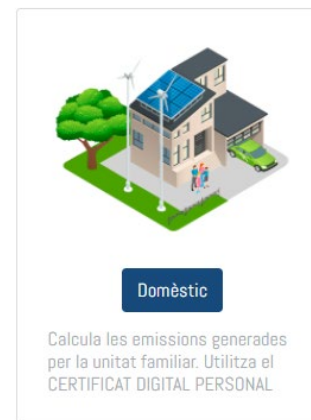 Domèstic
Calcula les emissions generades
per la unitat familiar. Utilitza el
CERTIFICAT DIGITAL PERSONAL